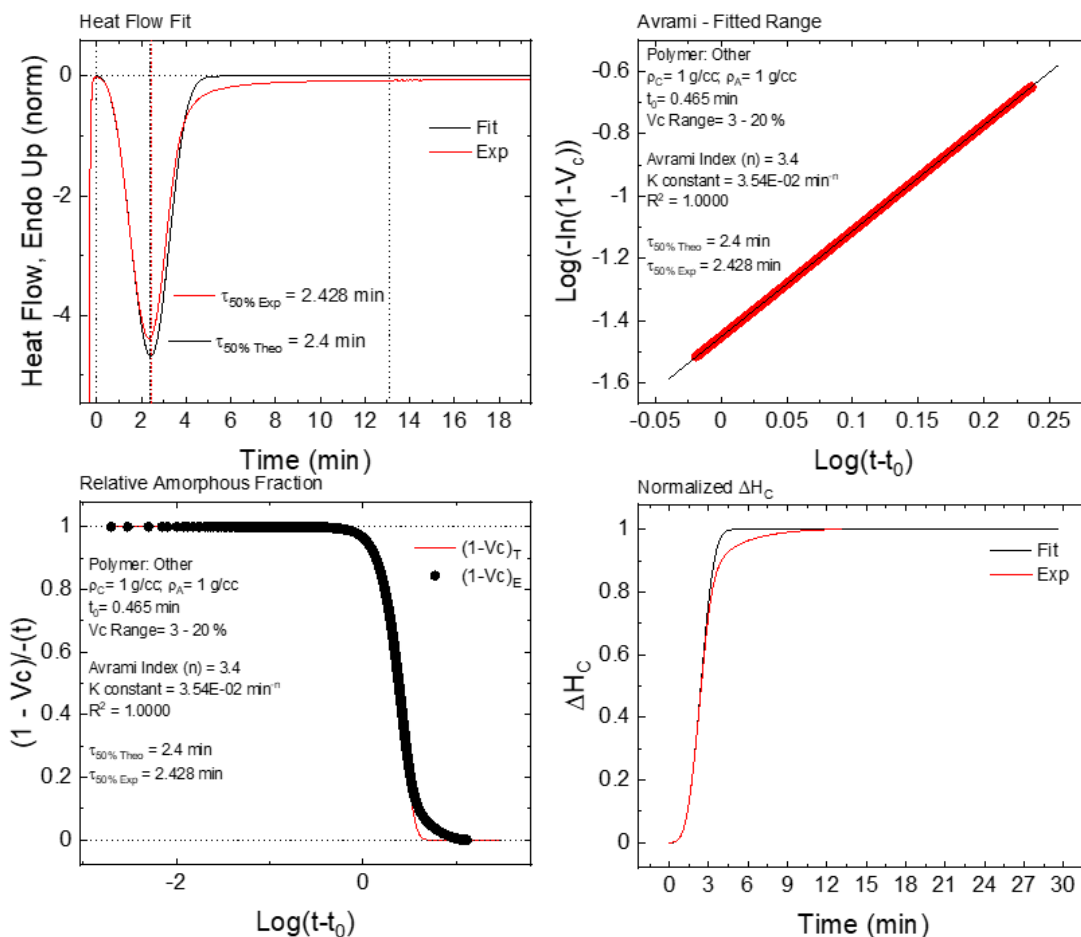 Heat Flow Fit
Heat Flow, Endo Up (norm)
0
-2
-4
Fit
Exp
τ50% Exp = 2.428 min
τ50% Theo = 2.4 min
0 2 4 6 8 10 12 14 16 18
Time (min)
Avrami - Fitted Range
Log(-ln(1-Vc))
-0.6
-0.8
-1
-1.2
-1.4
-1.6
Polymer: Other
ρC= 1 g/cc; ρA= 1 g/cc
t0= 0.465 min
Vc Range= 3 - 20 %
Avrami Index (n) = 3.4
K constant = 3.54E-02 min-n
R2 = 1.0000
τ50% Theo = 2.4 min
τ50% Exp = 2.428 min
-0.05 0 0.05 0.1 0.15 0.2 0.25
Log(t-t0)
Relative Amorphous Fraction
(1 - Vc)/-(t)
1
0.8
0.6
0.4
0.2
0
(1-Vc)T
(1-Vc)E
Polymer: Other
ρC= 1 g/cc; ρA= 1 g/cc
t0= 0.465 min
Vc Range= 3 - 20 %
Avrami Index (n) = 3.4
K constant = 3.54E-02 min-n
R2 = 1.0000
τ50% Theo = 2.4 min
τ50% Exp = 2.428 min
-2 0
Log(t-t0)
Normalized ΔHC
ΔHC
1
0.8
0.6
0.4
0.2
0
Fit
Exp
0 3 6 9 12 15 18 21 24 27 30
Time (min)